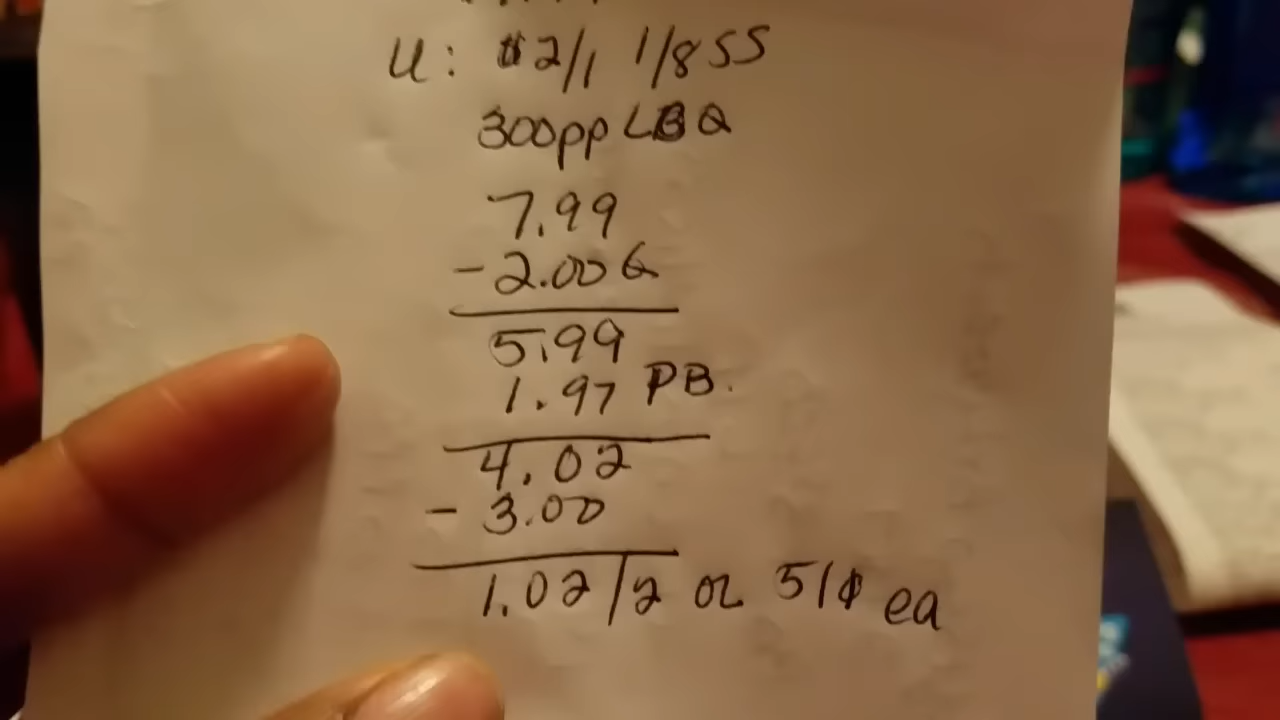 U: $2/1 1/8 SS
300pp LBQ
7.99
- 2.00 Q
5.99
1.97 PB.
4.02
- 3.00
1.02/2 or 51¢ ea